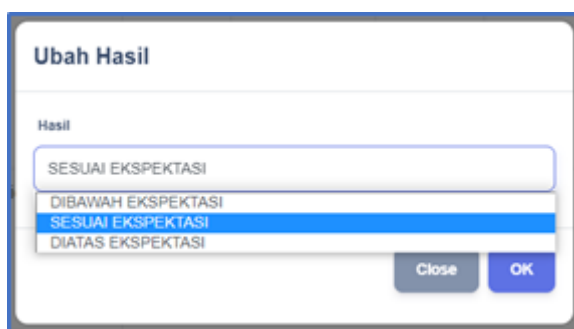 Ubah Hasil
Hasil
SESUAI EKSPEKTASI
DIBAWAH EKSPEKTASI
SESUAI EKSPEKTASI
DIATAS EKSPEKTASI
Close OK